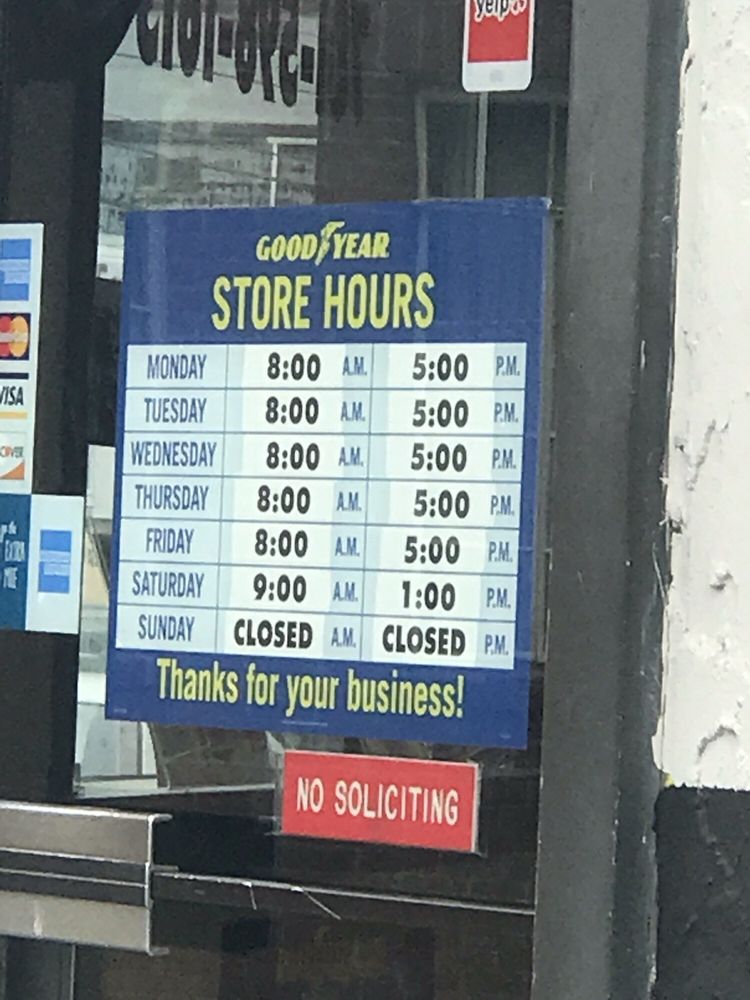 yelp
GOODYEAR
STORE HOURS
MONDAY 8:00 A.M. 5:00 P.M.
TUESDAY 8:00 A.M. 5:00 P.M.
WEDNESDAY 8:00 A.M. 5:00 P.M.
THURSDAY 8:00 A.M. 5:00 P.M.
FRIDAY 8:00 A.M. 5:00 P.M.
SATURDAY 9:00 A.M. 1:00 P.M.
SUNDAY CLOSED A.M. CLOSED P.M.
Thanks for your business!
NO SOLICITING
VISA